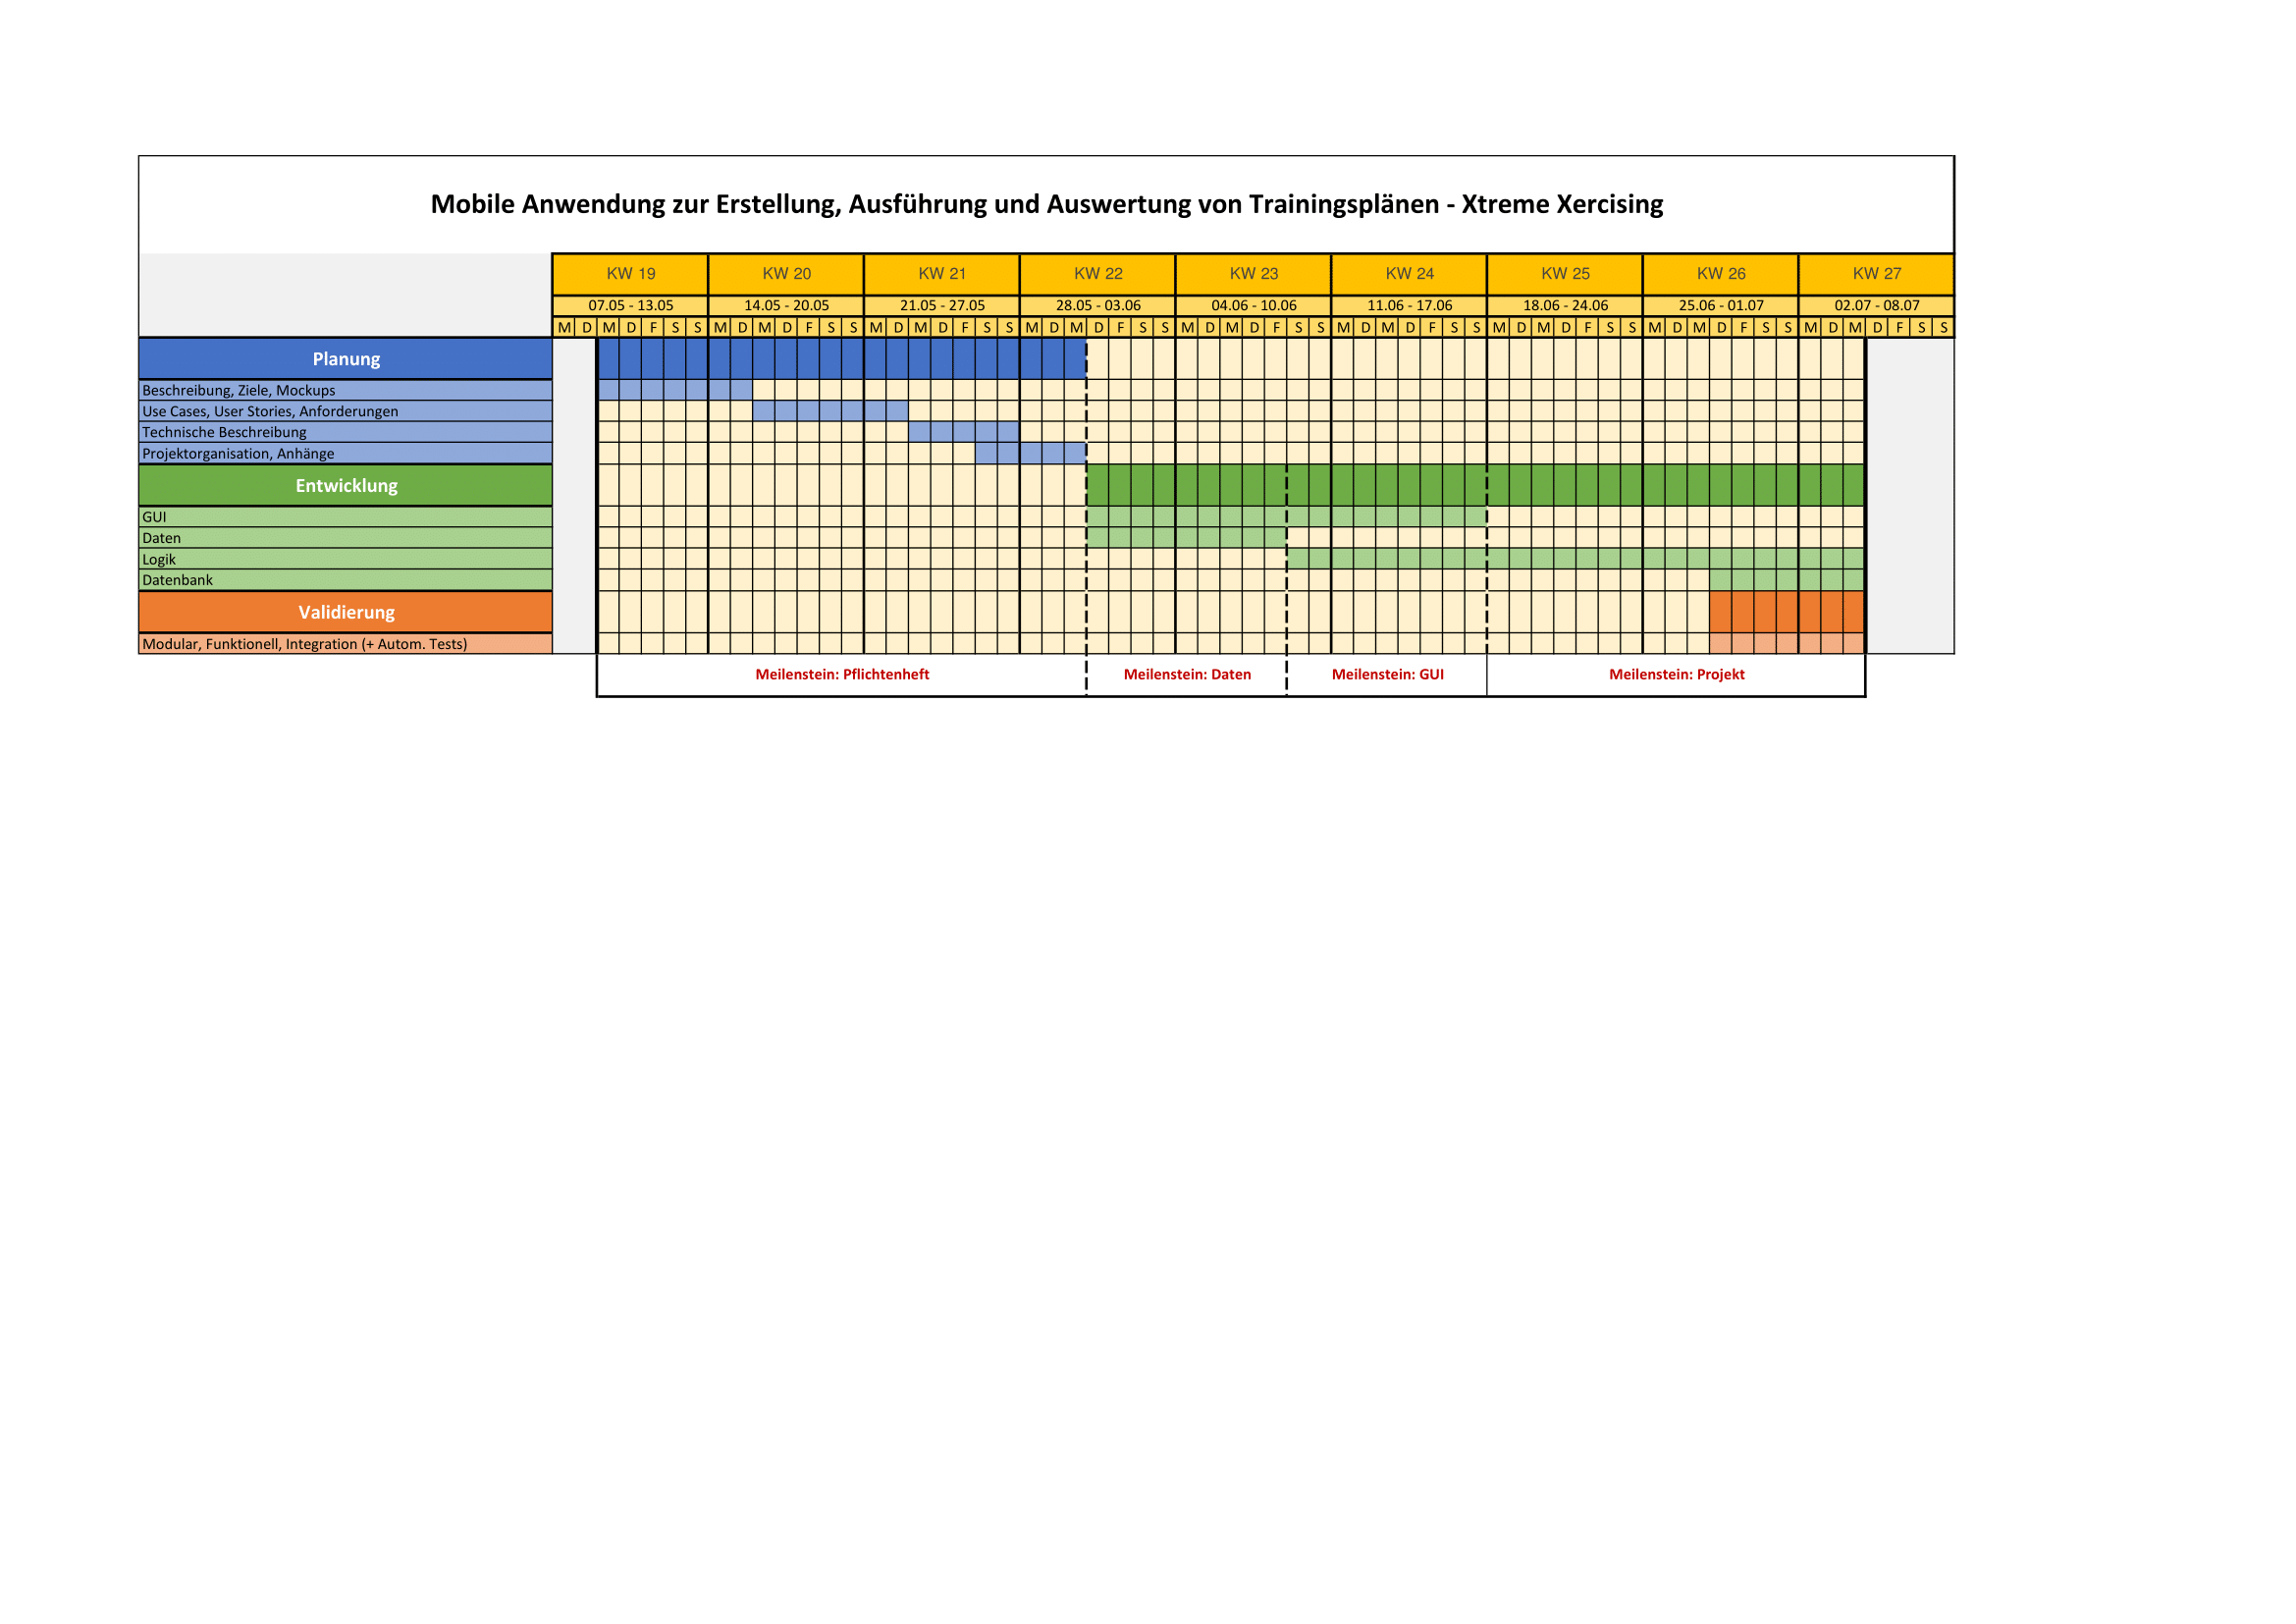 Mobile Anwendung zur Erstellung, Ausführung und Auswertung von Trainingsplänen - Xtreme Xercising
KW 19 KW 20 KW 21 KW 22 KW 23 KW 24 KW 25 KW 26 KW 27
07.05 - 13.05 14.05 - 20.05 21.05 - 27.05 28.05 - 03.06 04.06 - 10.06 11.06 - 17.06 18.06 - 24.06 25.06 - 01.07 02.07 - 08.07
M D M D F S S M D M D F S S M D M D F S S M D M D F S S M D M D F S S M D M D F S S M D M D F S S M D M D F S S M D M D F S S
Planung
Beschreibung, Ziele, Mockups
Use Cases, User Stories, Anforderungen
Technische Beschreibung
Projektorganisation, Anhänge
Entwicklung
GUI
Daten
Logik
Datenbank
Validierung
Modular, Funktionell, Integration (+ Autom. Tests)
Meilenstein: Pflichtenheft Meilenstein: Daten Meilenstein: GUI Meilenstein: Projekt